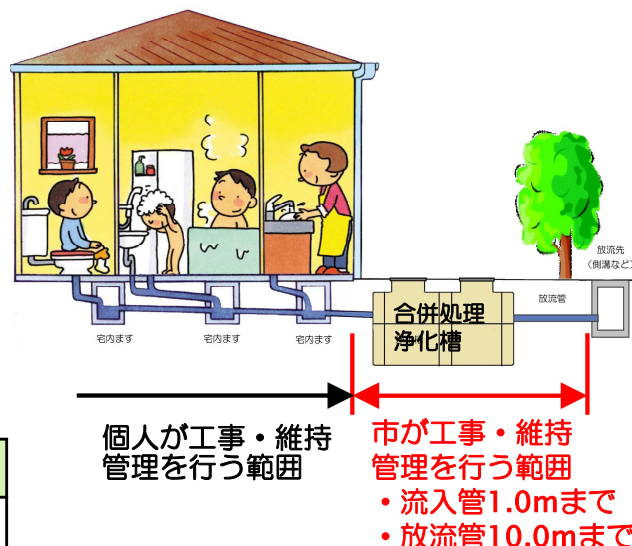 放流先
(側溝など)
放流管
合併処理
浄化槽
宅内ます
宅内ます
宅内ます
個人が工事・維持
管理を行う範囲
市が工事・維持
管理を行う範囲
・流入管1.0mまで
・放流管10.0mまで